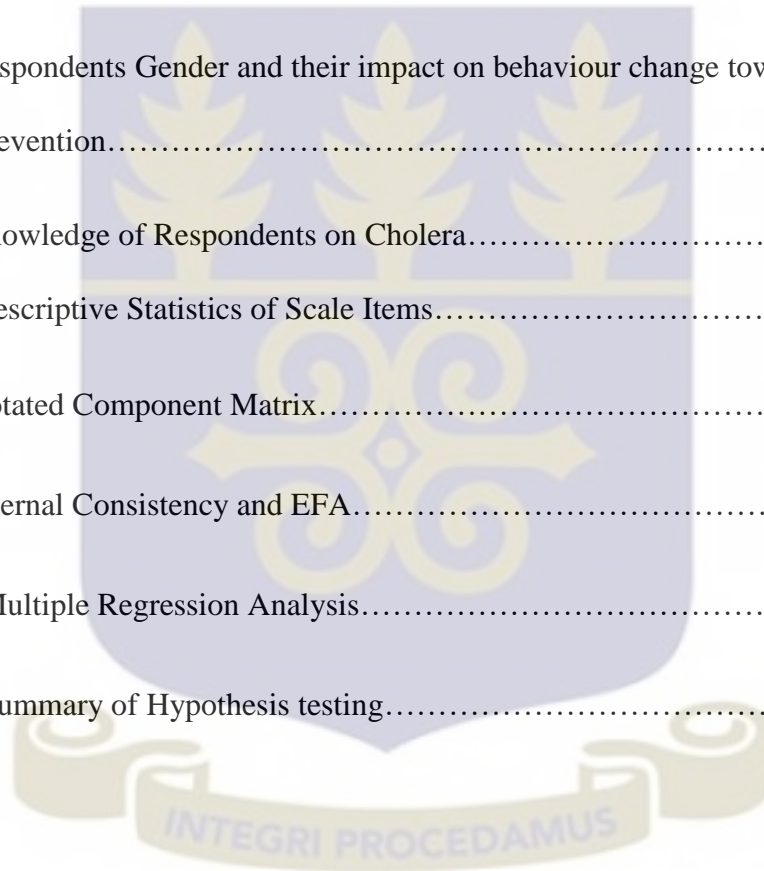 spondents Gender and their impact on behaviour change tow
evention……………………………………………………………
nowledge of Respondents on Cholera…………………………
escriptive Statistics of Scale Items………………………………
otated Component Matrix…………………………………………
ernal Consistency and EFA………………………………………
Multiple Regression Analysis……………………………………
ummary of Hypothesis testing……………………………………
INTEGRI PROCEDAMUS